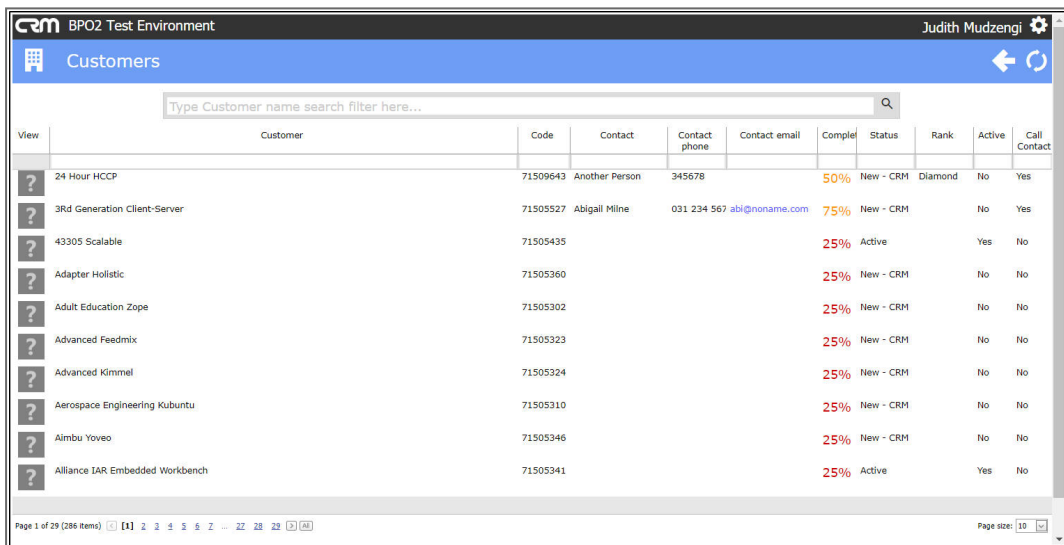 CRM BPO2 Test Environment Judith Mudzengi
Customers
Type Customer name search filter here...
View Customer Code Contact Contact phone Contact email Complet Status Rank Active Call Contact
24 Hour HCCP 71509643 Another Person 345678 50% New - CRM Diamond No Yes
3Rd Generation Client-Server 71505527 Abigail Milne 031 234 567 abi@noname.com 75% New - CRM No Yes
43305 Scalable 71505435 25% Active Yes No
Adapter Holistic 71505360 25% New - CRM No No
Adult Education Zope 71505302 25% New - CRM No No
Advanced Feedmix 71505323 25% New - CRM No No
Advanced Kimmel 71505324 25% New - CRM No No
Aerospace Engineering Kubuntu 71505310 25% New - CRM No No
Aimbu Yoveo 71505346 25% New - CRM No No
Alliance IAR Embedded Workbench 71505341 25% Active Yes No
Page 1 of 29 (286 items) < [1] 2 3 4 5 6 7 ... 27 28 29 > All Page size: 10